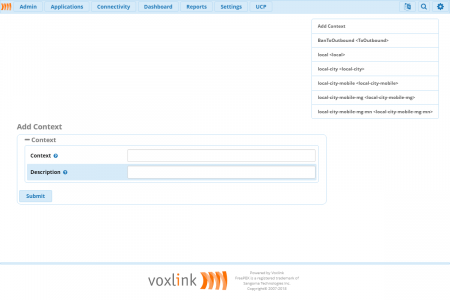 Admin Applications Connectivity Dashboard Reports Settings UCF
Add Context
BanToOutbound <ToOutbound>
local <local>
local-city <local-city>
local-city-mobile <local-city-mobile>
local-city-mobile-mg <local-city-mobile-mg>
local-city-mobile-mg-mn <local-city-mobile-mg-mn>
Add Context
Context
Context
Description
Submit
voxlink
Powered by Voxlink
FreePBX is a registered trademark of
Sangoma Technologies Inc.
Copyright© 2007-2018